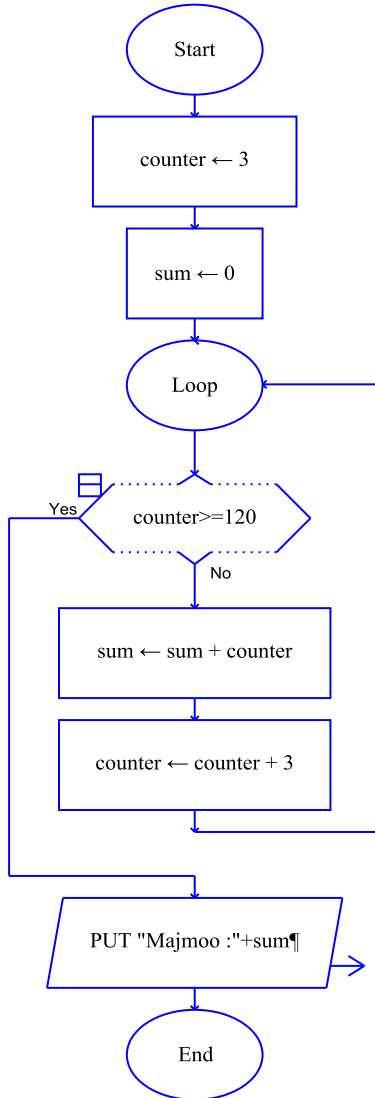 Start
counter ← 3
sum ← 0
Loop
Yes
counter>=120
No
sum ← sum + counter
counter ← counter + 3
PUT "Majmoo :"+sum¶
End